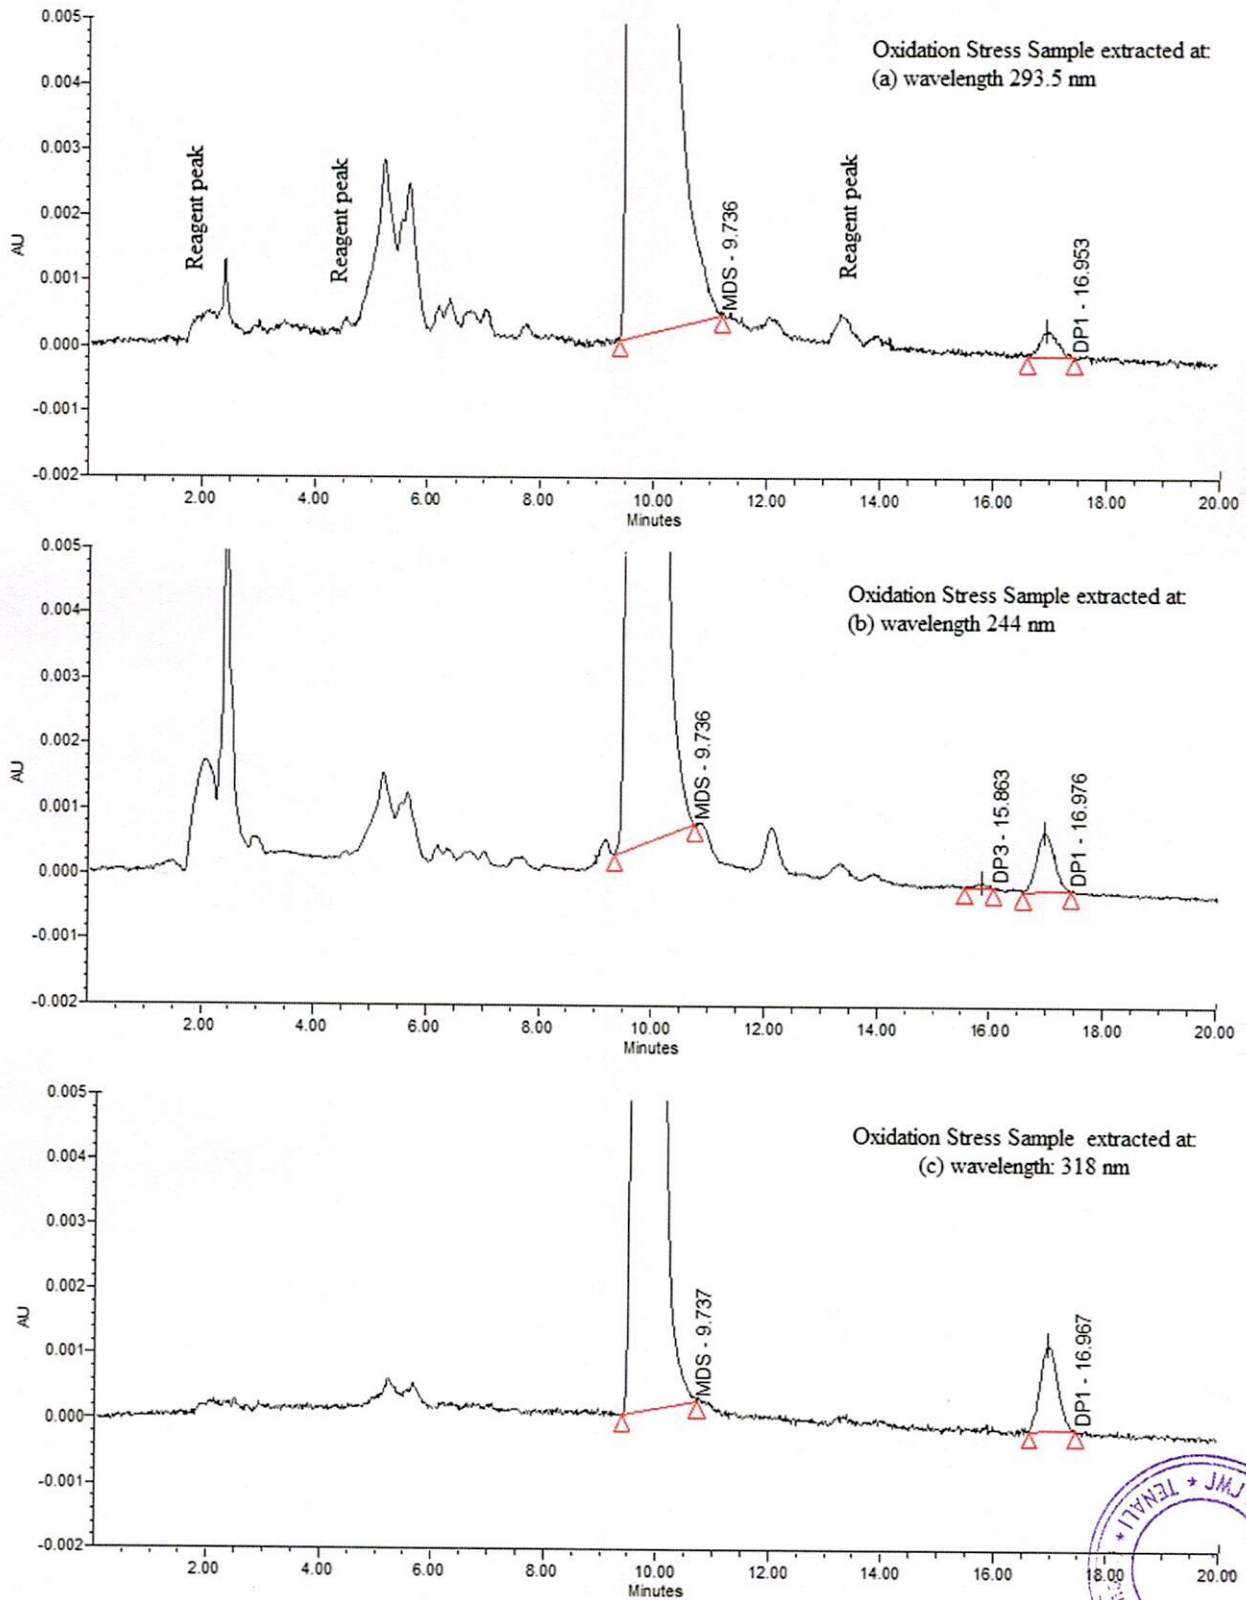 0.005
0.004
0.003
0.002
0.001
0.000
-0.001
-0.002
AU
Reagent peak
Reagent peak
MDS - 9.736
Reagent peak
DP1 - 16.953
Oxidation Stress Sample extracted at:
(a) wavelength 293.5 nm
2.00 4.00 6.00 8.00 10.00 12.00 14.00 16.00 18.00 20.00
Minutes
0.005
0.004
0.003
0.002
0.001
0.000
-0.001
-0.002
AU
MDS - 9.736
DP3 - 15.863
DP1 - 16.976
Oxidation Stress Sample extracted at:
(b) wavelength 244 nm
2.00 4.00 6.00 8.00 10.00 12.00 14.00 16.00 18.00 20.00
Minutes
0.005
0.004
0.003
0.002
0.001
0.000
-0.001
-0.002
AU
MDS - 9.737
DP1 - 16.967
Oxidation Stress Sample extracted at:
(c) wavelength: 318 nm
2.00 4.00 6.00 8.00 10.00 12.00 14.00 16.00 18.00 20.00
Minutes
* TENALI *